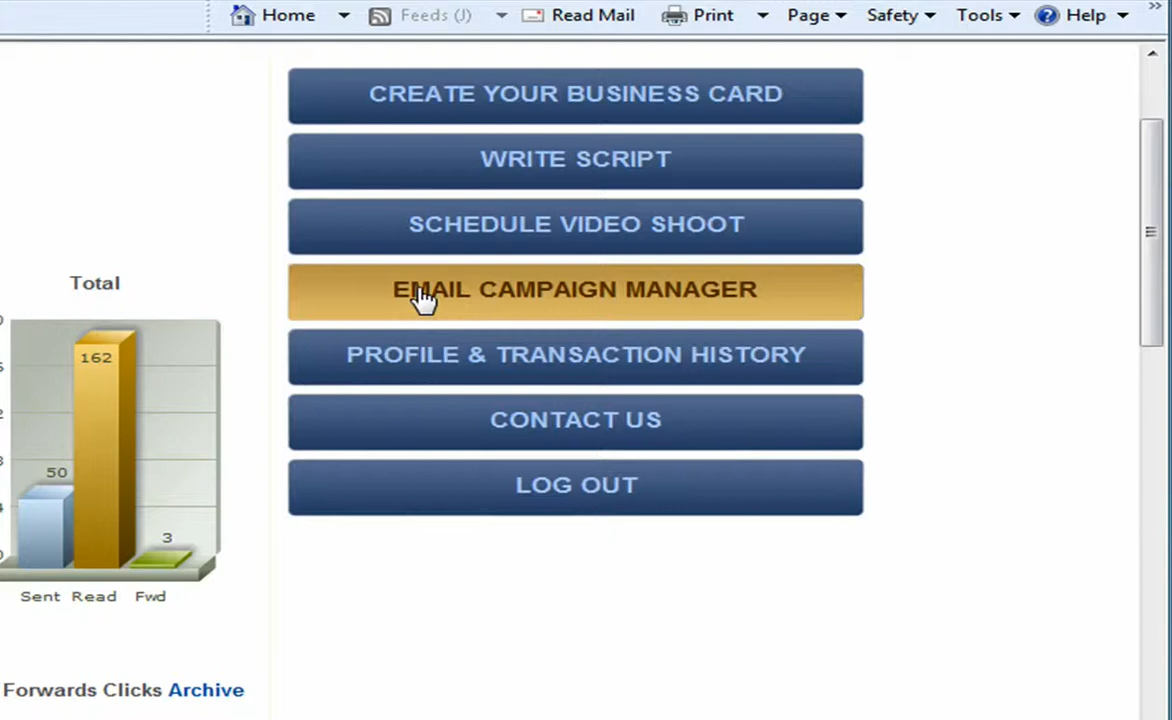 Home Feeds (J) Read Mail Print Page Safety Tools Help »
CREATE YOUR BUSINESS CARD
WRITE SCRIPT
SCHEDULE VIDEO SHOOT
Total
EMAIL CAMPAIGN MANAGER
162
PROFILE & TRANSACTION HISTORY
CONTACT US
50
LOG OUT
3
Sent Read Fwd
Forwards Clicks Archive